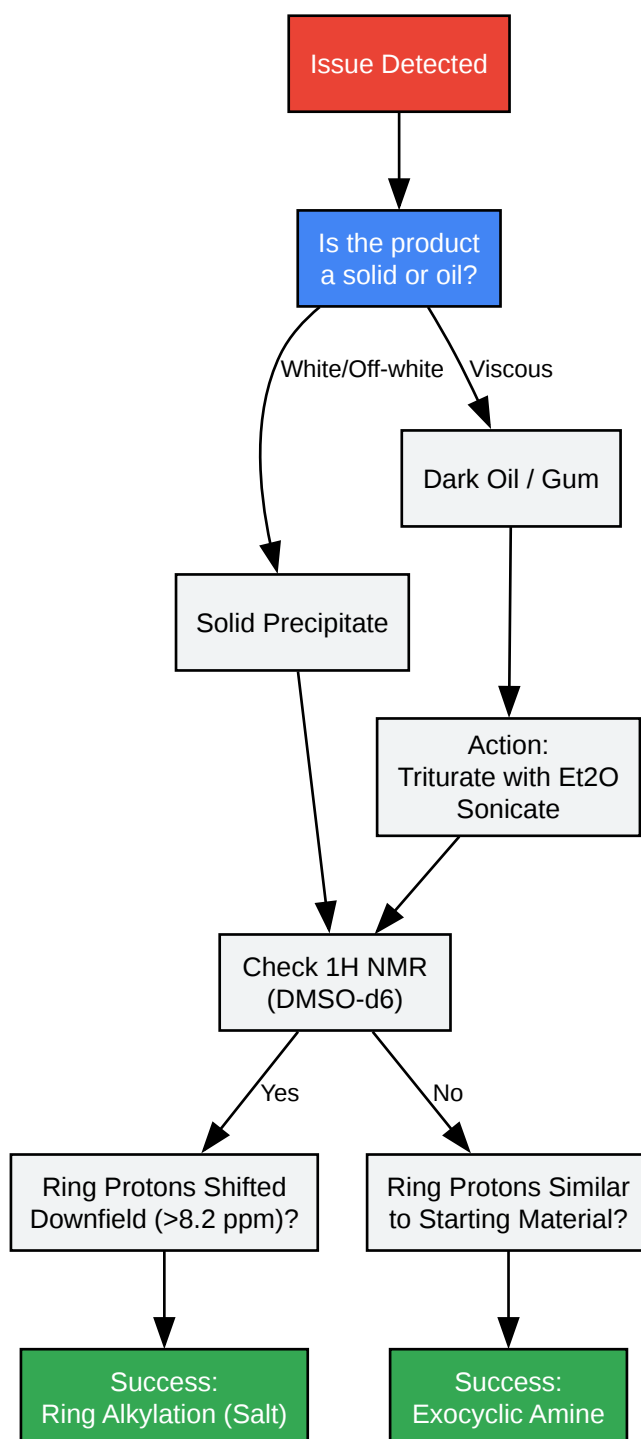 Issue Detected
Is the product
a solid or oil?
White/Off-white
Viscous
Dark Oil / Gum
Solid Precipitate
Action:
Triturate with Et2O
Sonicate
Check 1H NMR
(DMSO-d6)
Yes
No
Ring Protons Shifted
Downfield (>8.2 ppm)?
Ring Protons Similar
to Starting Material?
Success:
Ring Alkylation (Salt)
Success:
Exocyclic Amine